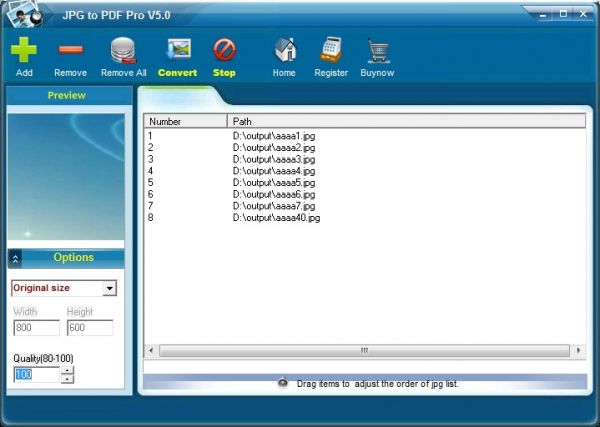 JPG to PDF Pro V5.0
Add Remove Remove All Convert Stop Home Register Buynow
Preview
Number Path
1 D:\output\aaaa1.jpg
2 D:\output\aaaa2.jpg
3 D:\output\aaaa3.jpg
4 D:\output\aaaa4.jpg
5 D:\output\aaaa5.jpg
6 D:\output\aaaa6.jpg
7 D:\output\aaaa7.jpg
8 D:\output\aaaa40.jpg
Options
Original size
Width Height
800 600
Quality(80-100)
100
Drag items to adjust the order of jpg list.